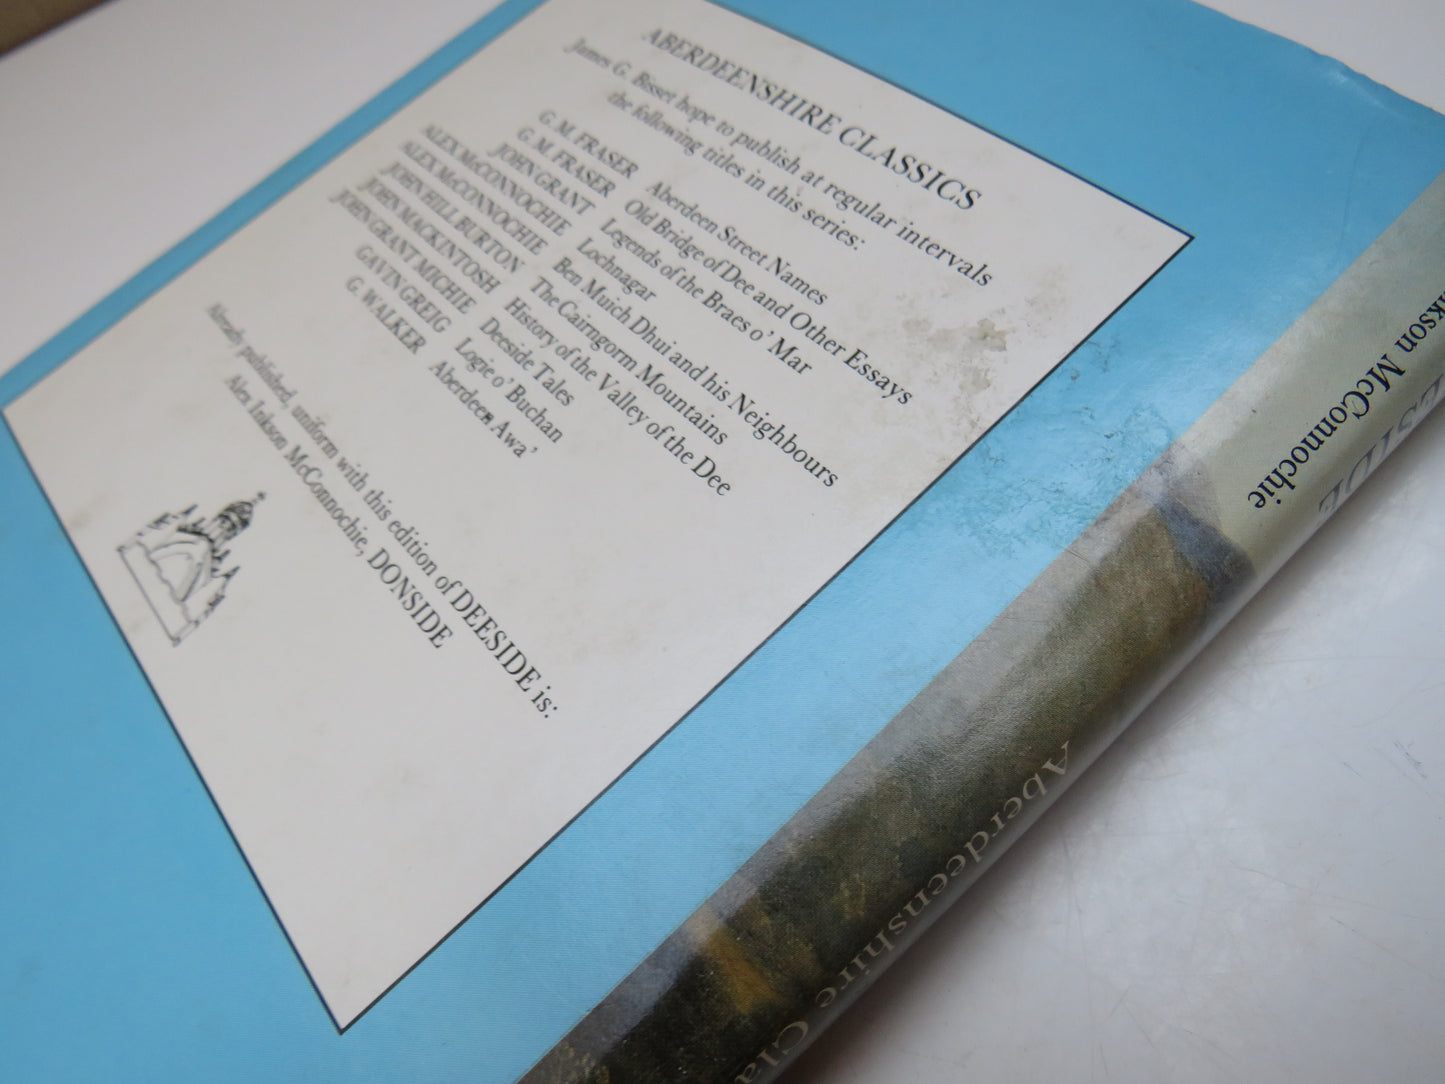 ABERDEENSHIRE CLASSICS
James G. Bisset hope to publish at regular intervals
the following titles in this series:
G. M. FRASER Aberdeen Street Names
G. M. FRASER Old Bridge of Dee and Other Essays
JOHN GRANT Legends of the Braes o' Mar
ALEX McCONNOCHIE Lochnagar
ALEX McCONNOCHIE Ben Muich Dhui and his Neighbours
JOHN HILL BURTON The Cairngorm Mountains
JOHN MACKINTOSH History of the Valley of the Dee
JOHN GRANT MICHIE Deeside Tales
GAVIN GREIG Logie o' Buchan
G. WALKER Aberdeen Awa'
Already published, uniform with this edition of DEESIDE is:
Alex Inkson McConnochie, DONSIDE
McConnochie
Aberdeenshire